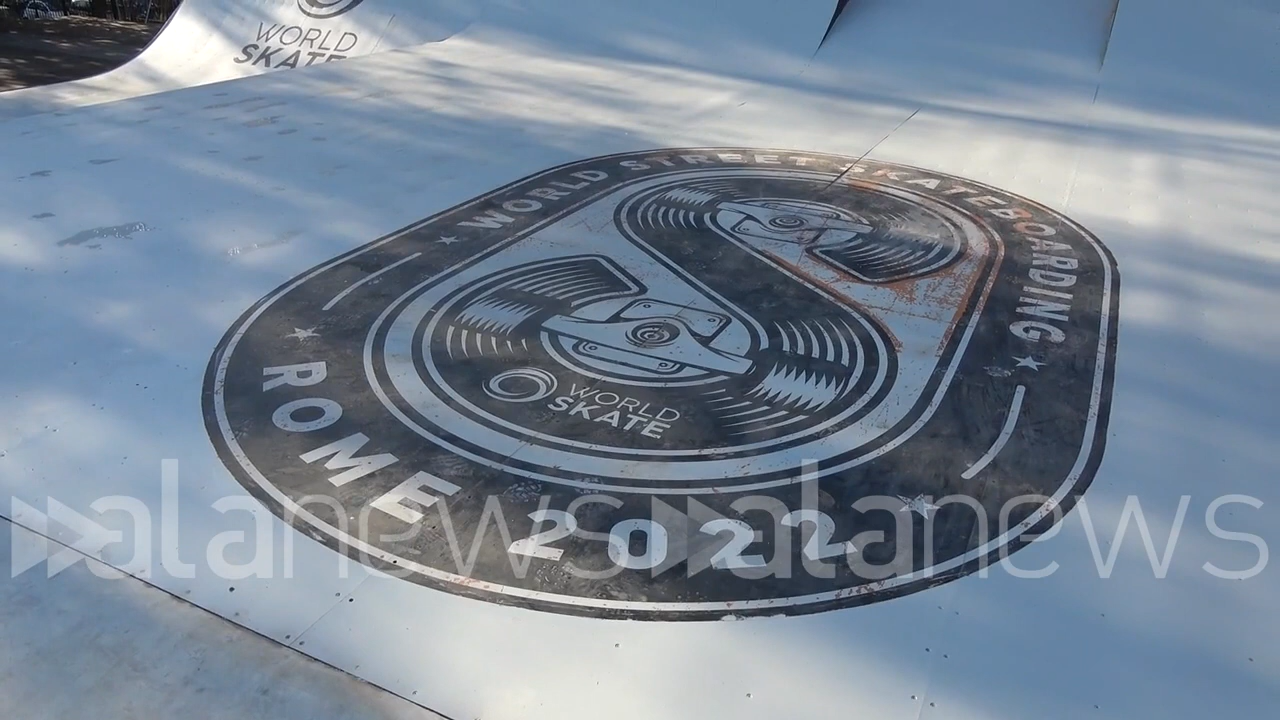 WORLD
SKATE
WORLD STREET SKATEBOARDING
WORLD
SKATE
ROME 2022
alanews alanews